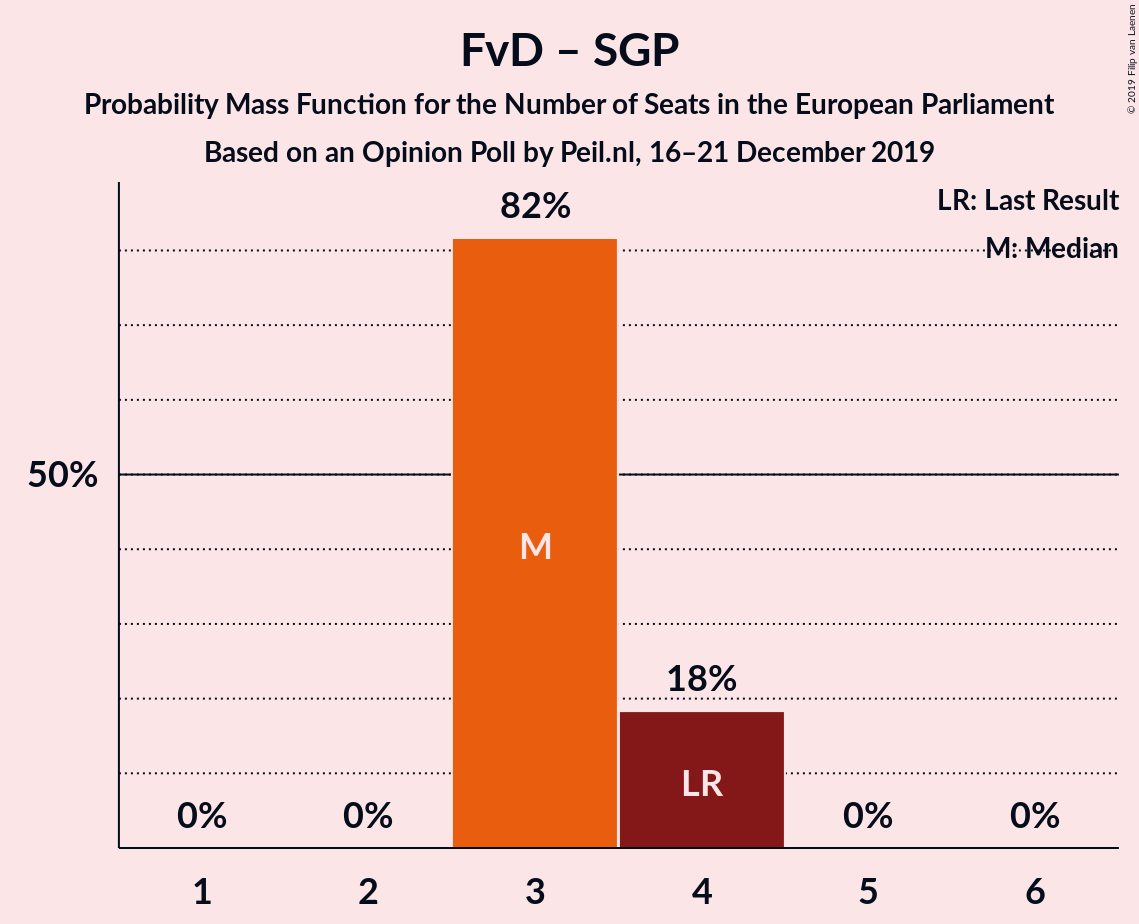 FvD – SGP
Probability Mass Function for the Number of Seats in the European Parliament
Based on an Opinion Poll by Peil.nl, 16–21 December 2019
© 2019 Filip van Laenen
LR: Last Result
M: Median
82%
50%
M
18%
LR
0%
0%
0%
0%
1
2
3
4
5
6